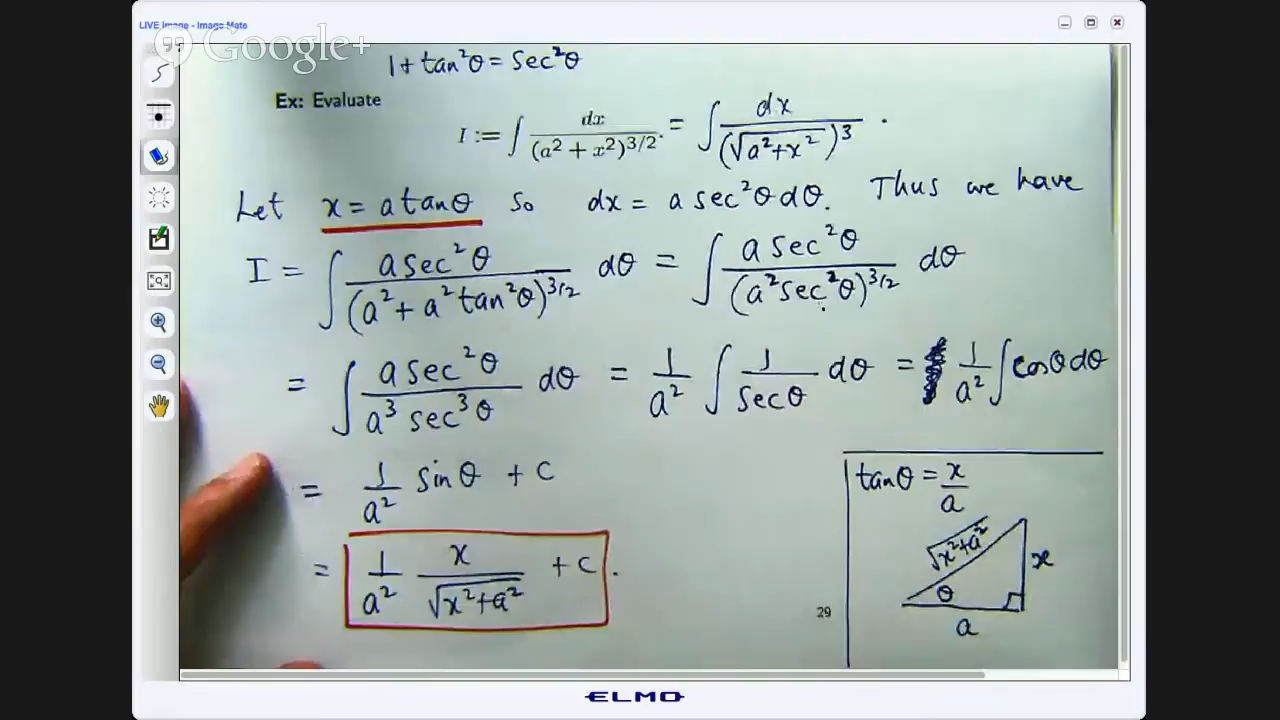 LIVE Image - Image Mate
Google+
1 + tan²θ = sec²θ
Ex: Evaluate
I := ∫ dx/(a² + x²)^{3/2}. = ∫ dx/(√(a²+x²))³ .
Let x = a tanθ so dx = a sec²θ dθ. Thus we have
I = ∫ a sec²θ/(a² + a² tan²θ)^{3/2} dθ = ∫ a sec²θ/(a² sec²θ)^{3/2} dθ
= ∫ a sec²θ/(a³ sec³θ) dθ = 1/a² ∫ 1/secθ dθ = 1/a² ∫ cosθ dθ
= 1/a² sinθ + C
= 1/a² x/√(x²+a²) + C .
tanθ = x/a
√(x²+a²)
x
θ
a
29
ELMO